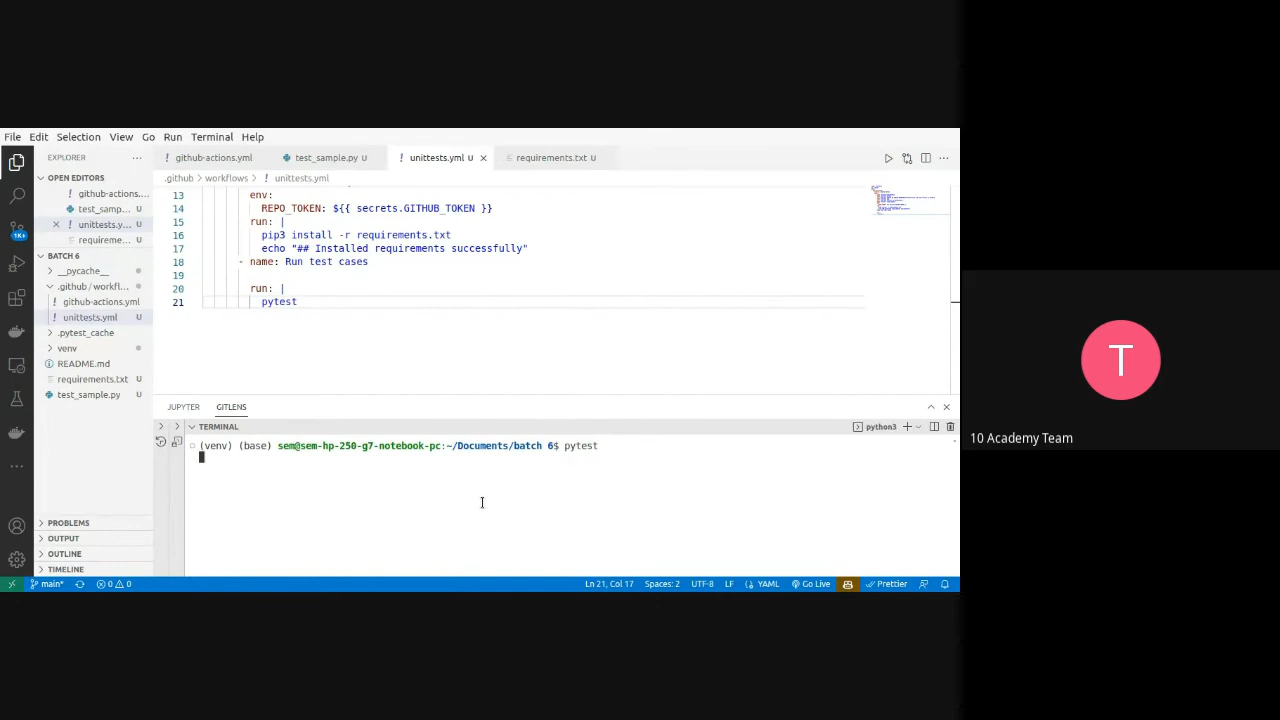 File Edit Selection View Go Run Terminal Help
EXPLORER
github-actions.yml
test_sample.py U
unittests.yml U
requirements.txt U
OPEN EDITORS
github-actions....
test_samp... U
unittests.y... U
requireme... U
.github workflows unittests.yml
13 env:
14 REPO_TOKEN: ${{ secrets.GITHUB_TOKEN }}
15 run: |
16 pip3 install -r requirements.txt
17 echo "## Installed requirements successfully"
18 - name: Run test cases
19
20 run: |
21 pytest
1K+
BATCH 6
__pycache__
.github/workfl...
github-actions.yml
unittests.yml U
.pytest_cache
venv
README.md
requirements.txt U
test_sample.py U
PROBLEMS
OUTPUT
OUTLINE
TIMELINE
JUPYTER GITLENS
TERMINAL
python3
(venv) (base) sem@sem-hp-250-g7-notebook-pc:~/Documents/batch 6$ pytest
main* 0 0
Ln 21, Col 17 Spaces: 2 UTF-8 LF YAML Go Live Prettier
T
10 Academy Team